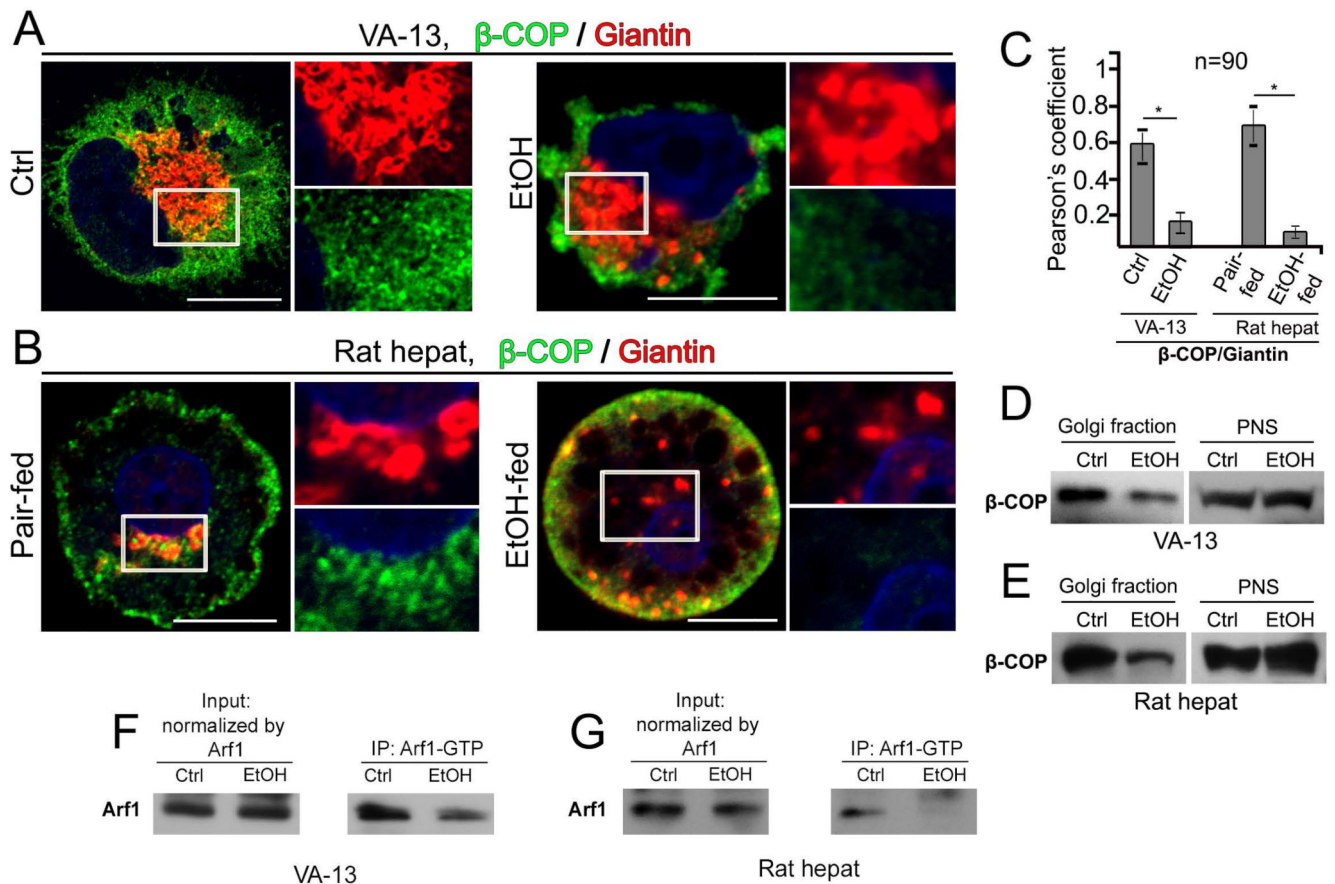 A
VA-13, β-COP / Giantin
Ctrl
EtOH
B
Rat hepat, β-COP / Giantin
Pair-fed
EtOH-fed
C
n=90
Pearson's coefficient
1
0.8
0.6
0.4
0.2
* *
Ctrl EtOH Pair-fed EtOH-fed
VA-13 Rat hepat
β-COP/Giantin
D
Golgi fraction PNS
Ctrl EtOH Ctrl EtOH
β-COP
VA-13
E
Golgi fraction PNS
Ctrl EtOH Ctrl EtOH
β-COP
Rat hepat
F
Input:
normalized by
Arf1 IP: Arf1-GTP
Ctrl EtOH Ctrl EtOH
Arf1
VA-13
G
Input:
normalized by
Arf1 IP: Arf1-GTP
Ctrl EtOH Ctrl EtOH
Arf1
Rat hepat